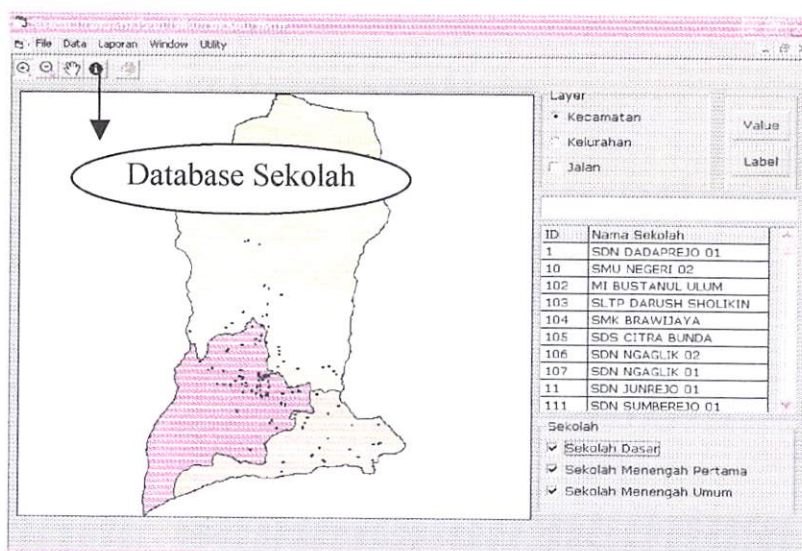 File Data Laporan Window Utility
Database Sekolah
Layer
Kecamatan
Kelurahan
Jalan
Value
Label
ID Nama Sekolah
1 SDN DADAPREJO 01
10 SMU NEGERI 02
102 MI BUSTANUL ULUM
103 SLTP DARUSH SHOLIKIN
104 SMK BRAWIJAYA
105 SDS CITRA BUNDA
106 SDN NGAGLIK 02
107 SDN NGAGLIK 01
11 SDN JUNREJO 01
111 SDN SUMBEREJO 01
Sekolah
Sekolah Dasar
Sekolah Menengah Pertama
Sekolah Menengah Umum